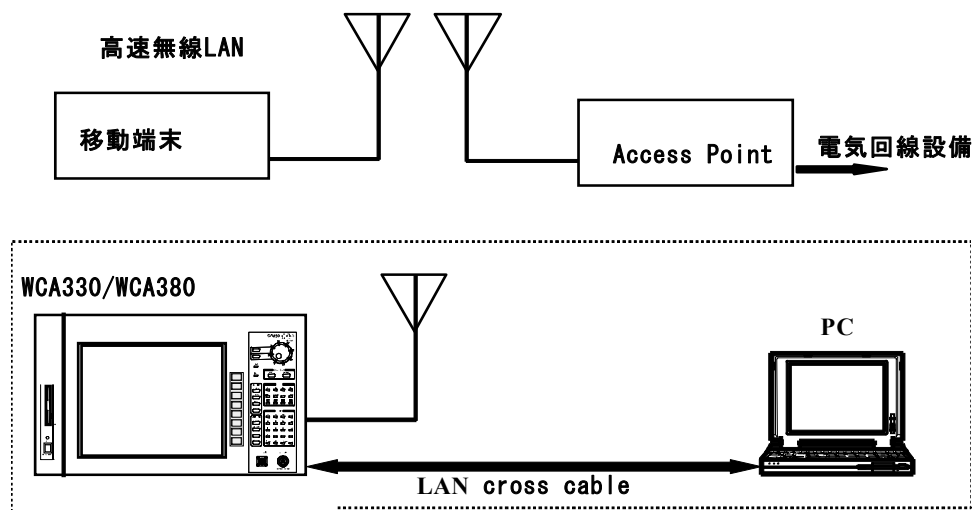 高速無線LAN
移動端末
Access Point
電気回線設備
WCA330/WCA380
PC
LAN cross cable